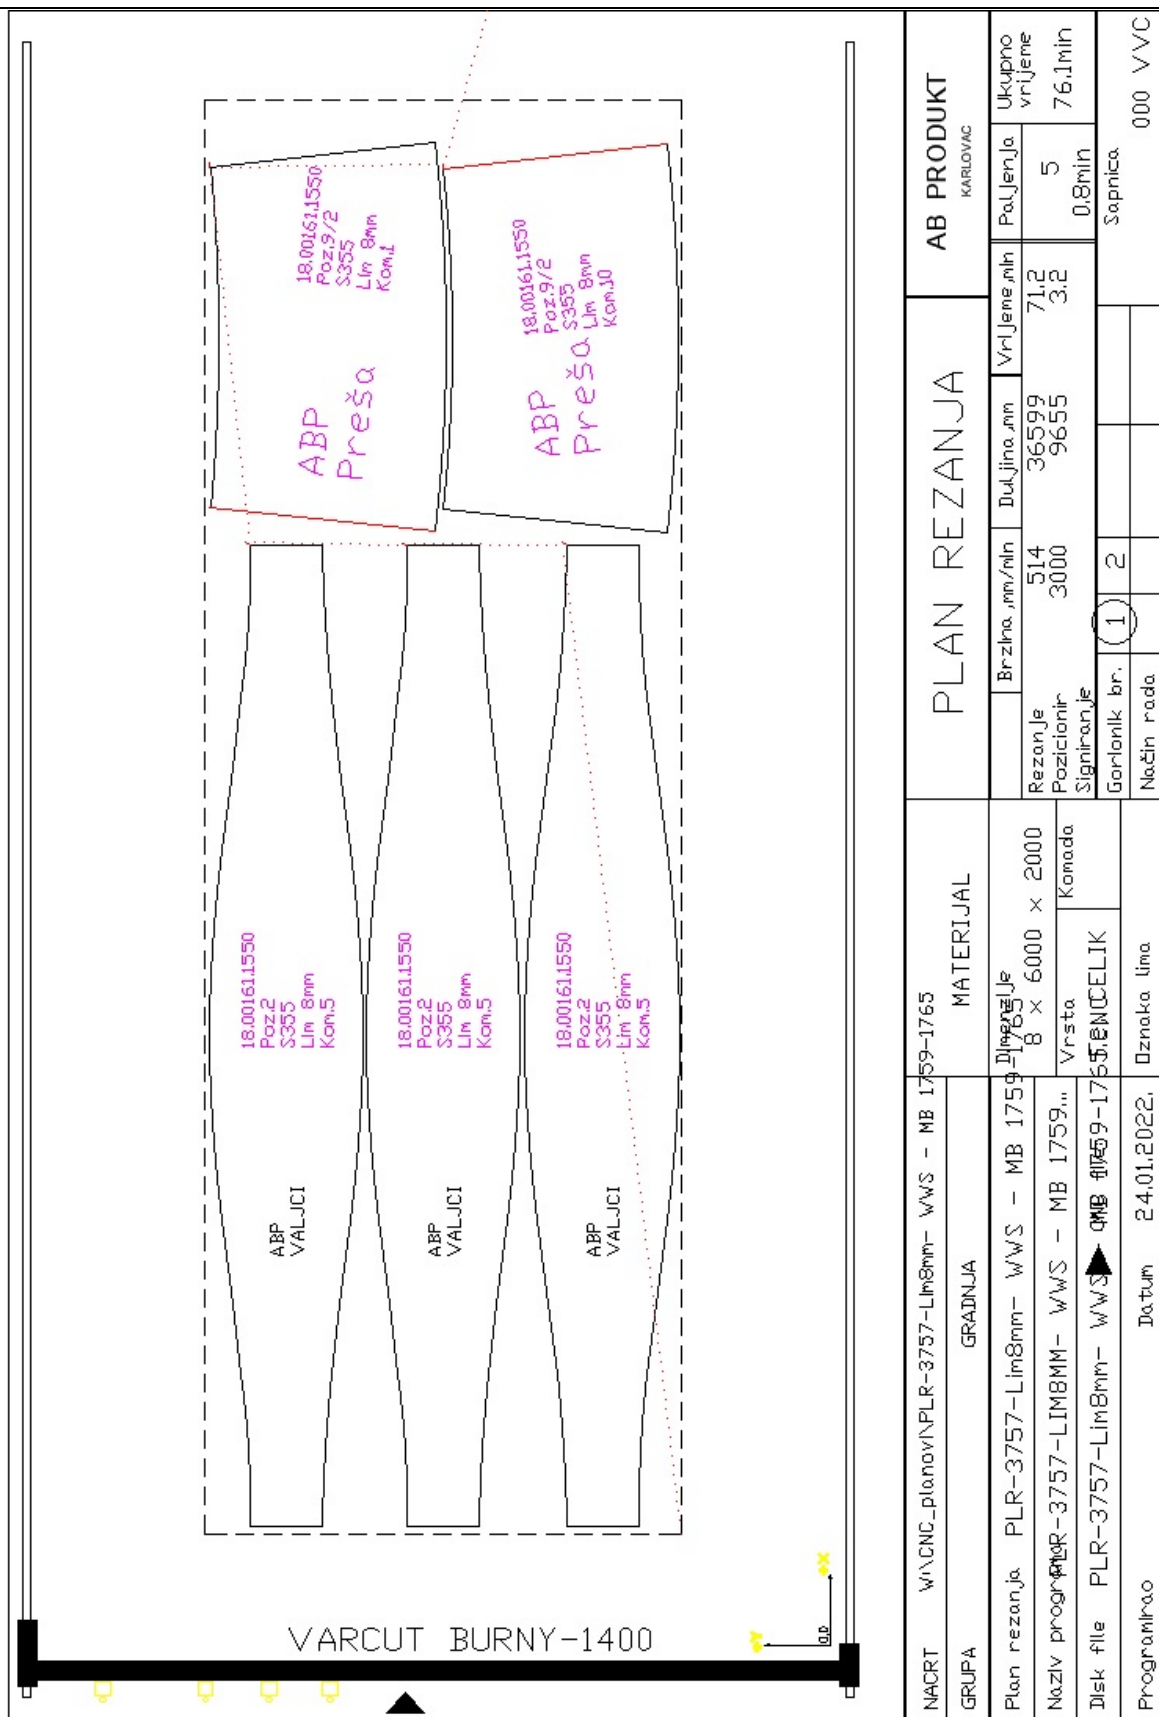 18.00161.1550
Poz.9/2
S355
Lim 8mm
Kom.1
ABP
Preša
18.00161.1550
Poz.9/2
S355
Lim 8mm
Kom.10
ABP
Preša
18.00161.1550
Poz.2
S355
Lim 8mm
Kom.5
ABP
VALJCI
18.00161.1550
Poz.2
S355
Lim 8mm
Kom.5
ABP
VALJCI
18.00161.1550
Poz.2
S355
Lim 8mm
Kom.5
ABP
VALJCI
VARCUT BURNY-1400
+Y
+X
0,0
NACRT W:\CNC_planovi\PLR-3757-Lim8mm- WWS - MB 1759-1765
GRUPA GRADNJA
Plan rezanja PLR-3757-Lim8mm- WWS - MB 1759-1765
Naziv programa PLR-3757-LIM8MM- WWS - MB 1759...
Disk file PLR-3757-Lim8mm- WWS - MB 1759-1765
Programirao Datum 24.01.2022.
MATERIJAL
Dimenzije
8 x 6000 x 2000
Vrsta Komada
CELIK
Oznaka lima
PLAN REZANJA
AB PRODUKT
KARLOVAC
Brzina ,mm/min Duljina,mm Vrijeme,min Paljenja Ukupno vrijeme
Rezanje 514 36599 71.2 5 76.1min
Pozicionir 3000 9655 3.2 0.8min
Signiranje
Gorionik br. 1 2 Sapnica
Način rada 000 VVC